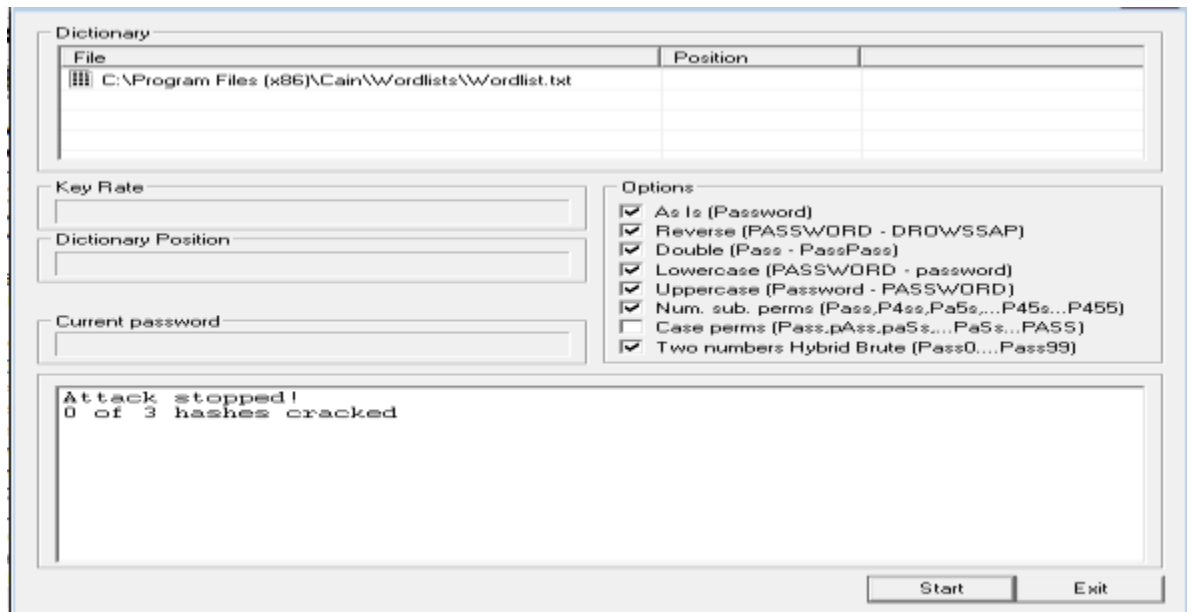 Dictionary
File Position
C:\Program Files (x86)\Cain\Wordlists\Wordlist.txt
Key Rate
Dictionary Position
Current password
Options
As Is (Password)
Reverse (PASSWORD - DROWSSAP)
Double (Pass - PassPass)
Lowercase (PASSWORD - password)
Uppercase (Password - PASSWORD)
Num. sub. perms (Pass,P4ss,Pa5s,...P45s...P455)
Case perms (Pass,pAss,paSs,...PaSs...PASS)
Two numbers Hybrid Brute (Pass0....Pass99)
Attack stopped!
0 of 3 hashes cracked
Start Exit